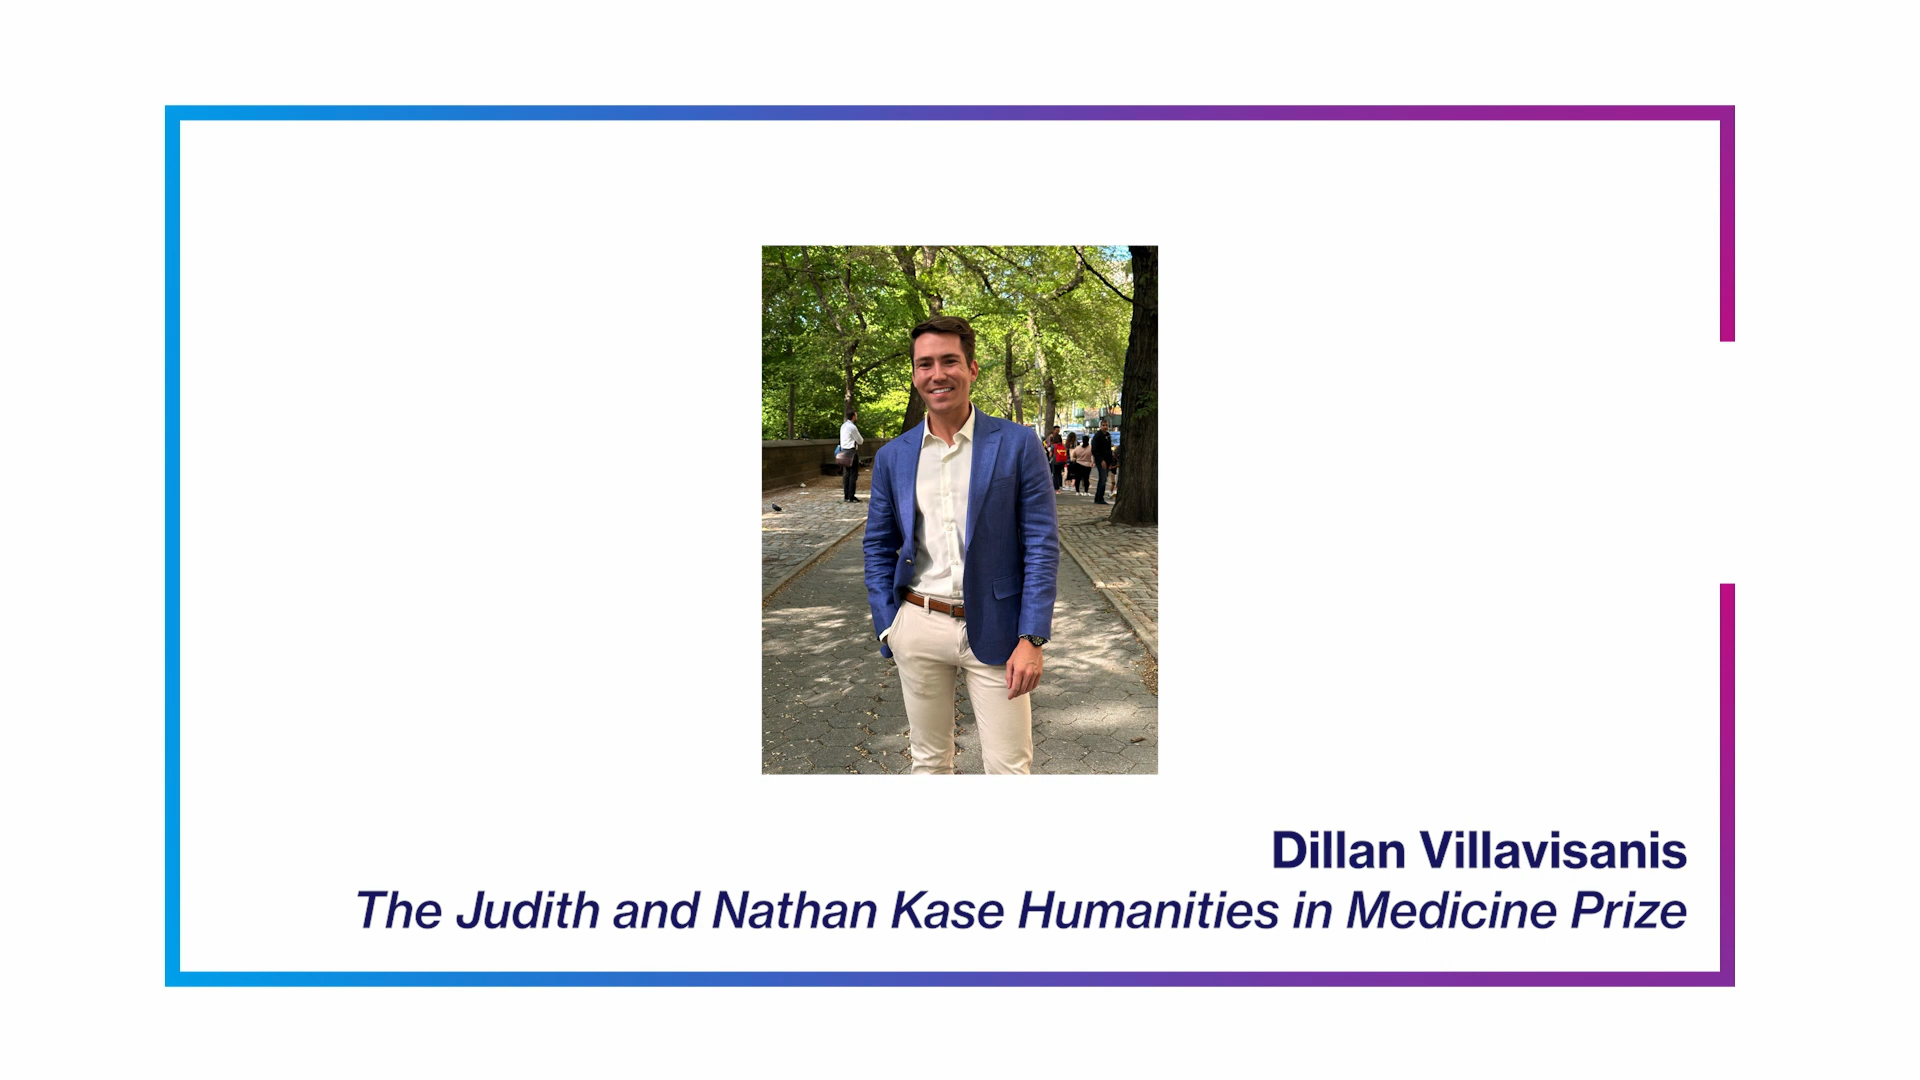 Dillan Villavisanis
The Judith and Nathan Kase Humanities in Medicine Prize